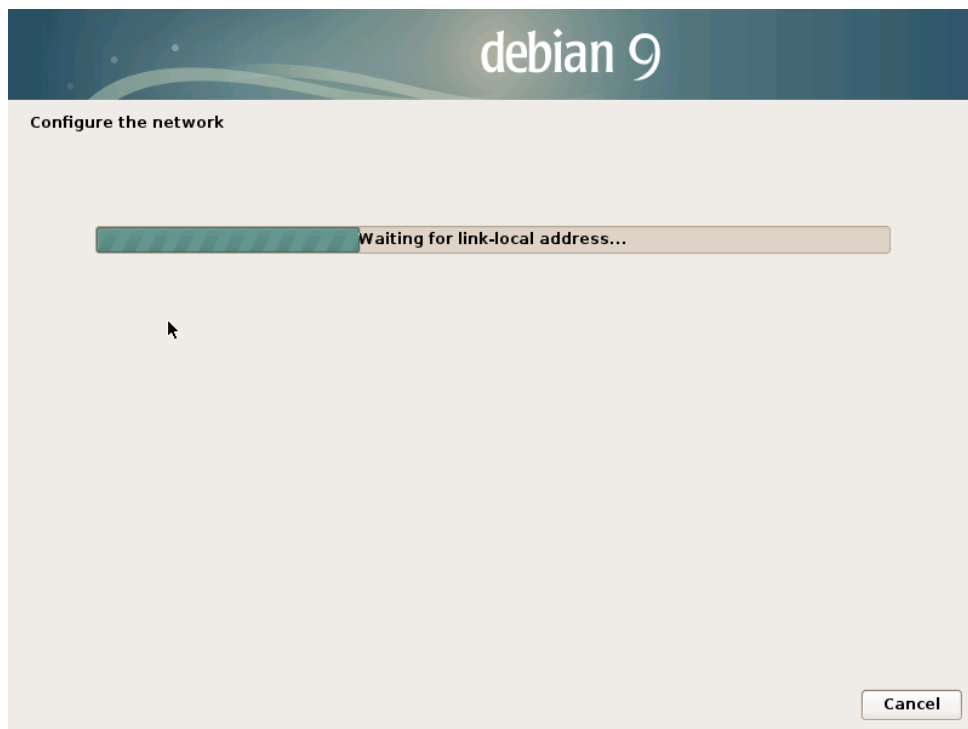 debian 9
Configure the network
Waiting for link-local address...
Cancel